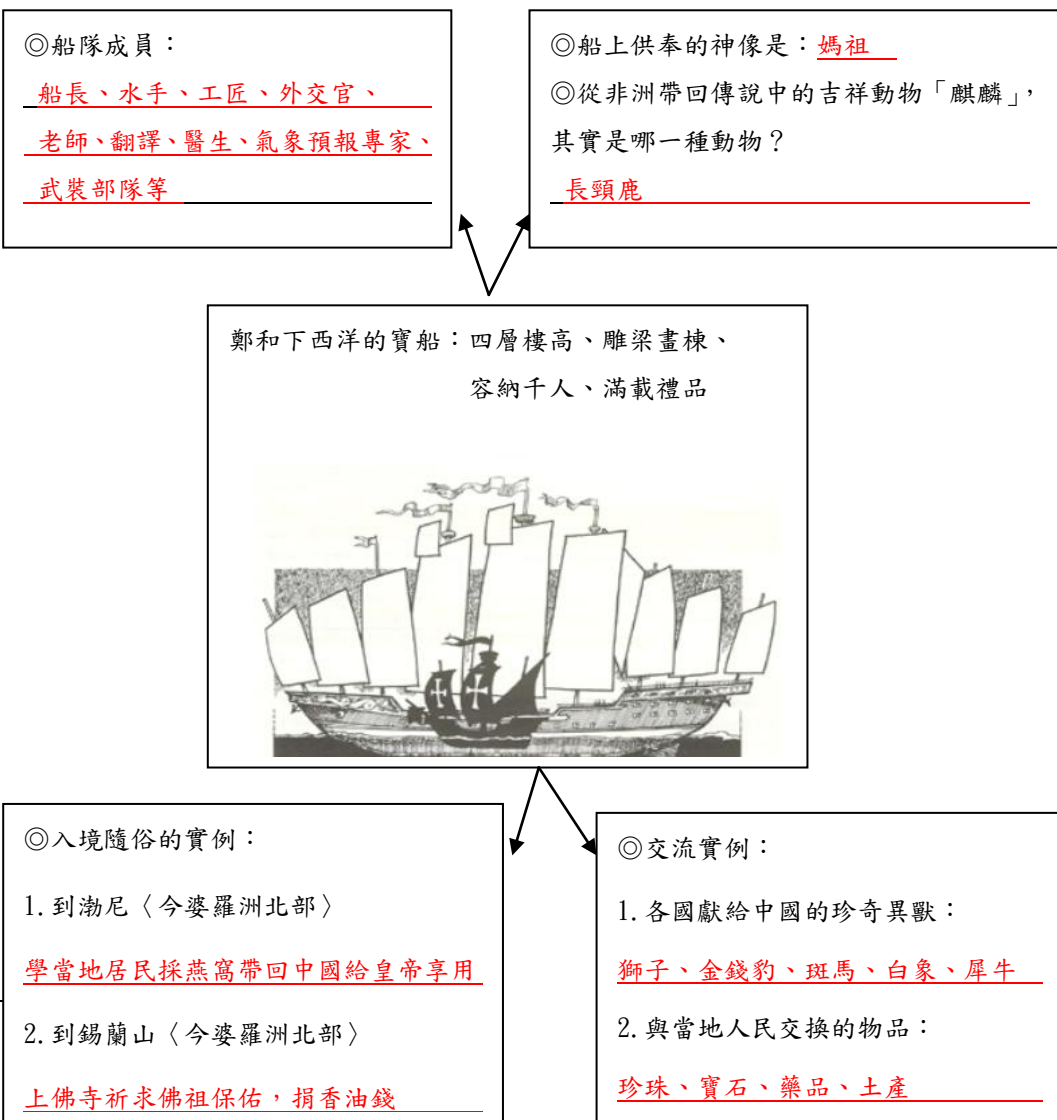 ◎船隊成員：
船長、水手、工匠、外交官、
老師、翻譯、醫生、氣象預報專家、
武裝部隊等
◎船上供奉的神像是：媽祖
◎從非洲帶回傳說中的吉祥動物「麒麟」，
其實是哪一種動物？
長頸鹿
鄭和下西洋的寶船：四層樓高、雕梁畫棟、
容納千人、滿載禮品
◎入境隨俗的實例：
1.到渤尼〈今婆羅洲北部〉
學當地居民採燕窩帶回中國給皇帝享用
2.到錫蘭山〈今婆羅洲北部〉
上佛寺祈求佛祖保佑，捐香油錢
◎交流實例：
1.各國獻給中國的珍奇異獸：
獅子、金錢豹、斑馬、白象、犀牛
2.與當地人民交換的物品：
珍珠、寶石、藥品、土產